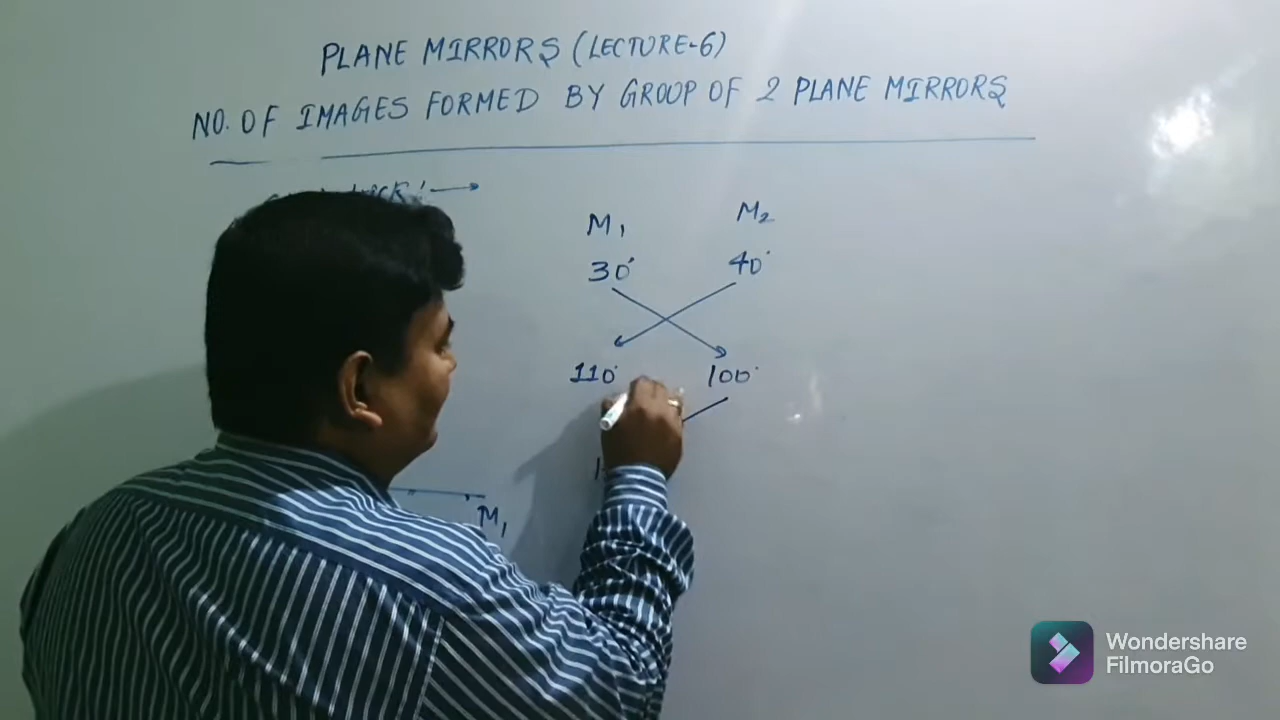 PLANE MIRRORS (LECTURE-6)
NO. OF IMAGES FORMED BY GROUP OF 2 PLANE MIRRORS
M1 M2
30° 40°
110° 100°
M1
Wondershare
FilmoraGo